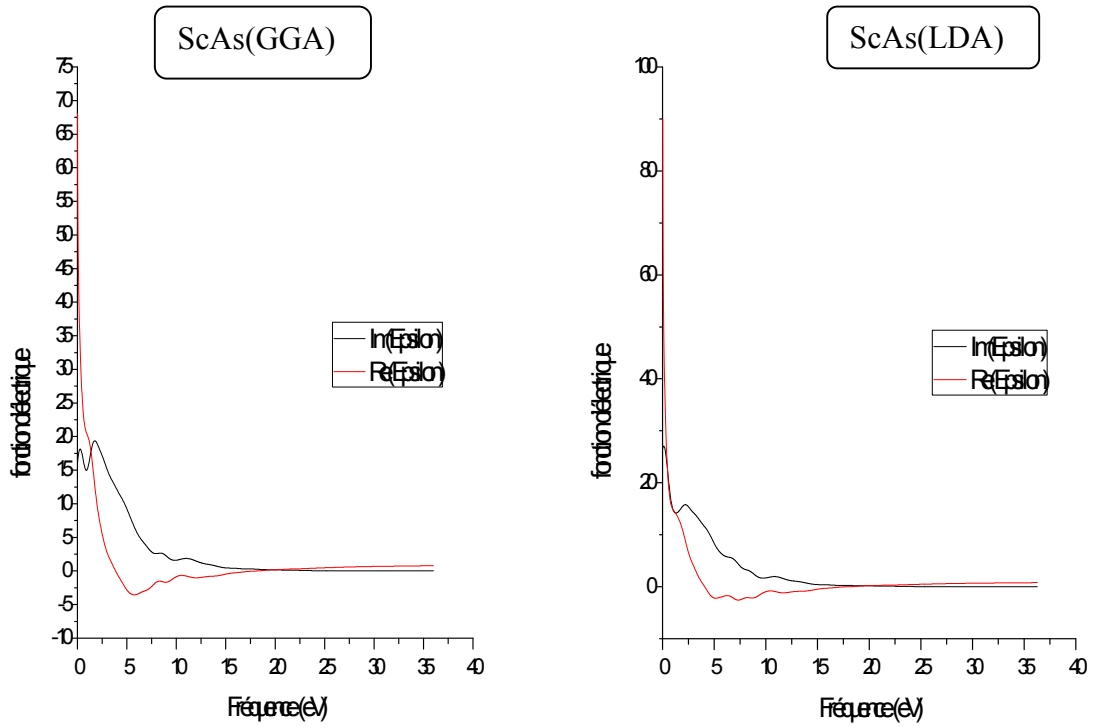 ScAs(GGA)
75
70
65
60
55
50
45
40
35
30
25
20
15
10
5
0
-5
-10
fonction diélectrique
Im(Epsilon)
Re(Epsilon)
0 5 10 15 20 25 30 35 40
Fréquence (eV)
ScAs(LDA)
100
80
60
40
20
0
fonction diélectrique
Im(Epsilon)
Re(Epsilon)
0 5 10 15 20 25 30 35 40
Fréquence (eV)